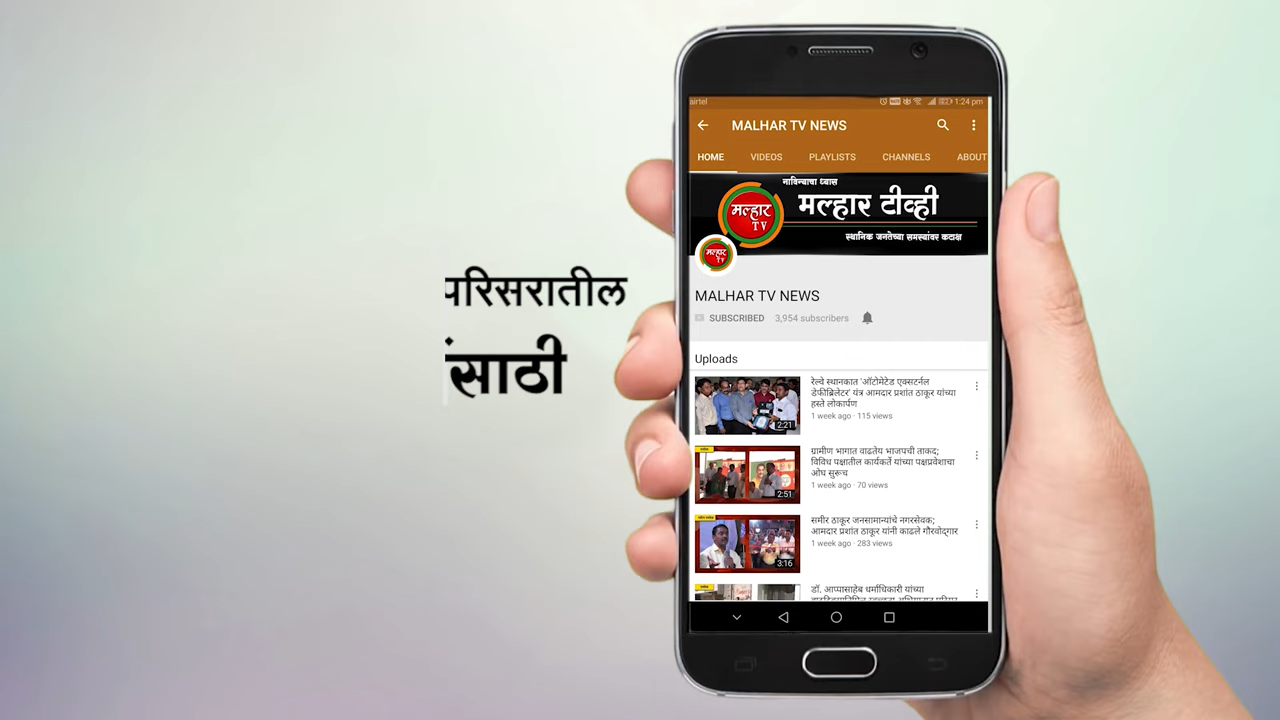 परिसरातील
ंसाठी
airtel
1:24 pm
MALHAR TV NEWS
HOME VIDEOS PLAYLISTS CHANNELS ABOUT
नाविन्याचा ध्यास
मल्हार टीव्ही
स्थानिक जनतेच्या समस्यांवर कटाक्ष
मल्हार
TV
मल्हार
TV
MALHAR TV NEWS
SUBSCRIBED 3,954 subscribers
Uploads
रेल्वे स्थानकात 'ऑटोमेटेड एक्सटर्नल
डेफीब्रिलेटर' यंत्र आमदार प्रशांत ठाकूर यांच्या
हस्ते लोकार्पण
1 week ago · 115 views
2:21
ग्रामीण भागात वाढतेय भाजपची ताकद;
विविध पक्षातील कार्यकर्ते यांच्या पक्षप्रवेशाचा
ओघ सुरूच
1 week ago · 70 views
2:51
समीर ठाकूर जनसामान्यांचे नगरसेवक;
आमदार प्रशांत ठाकूर यांनी काढले गौरवोद्गार
1 week ago · 283 views
3:16
डॉ. आप्पासाहेब धर्माधिकारी यांच्या